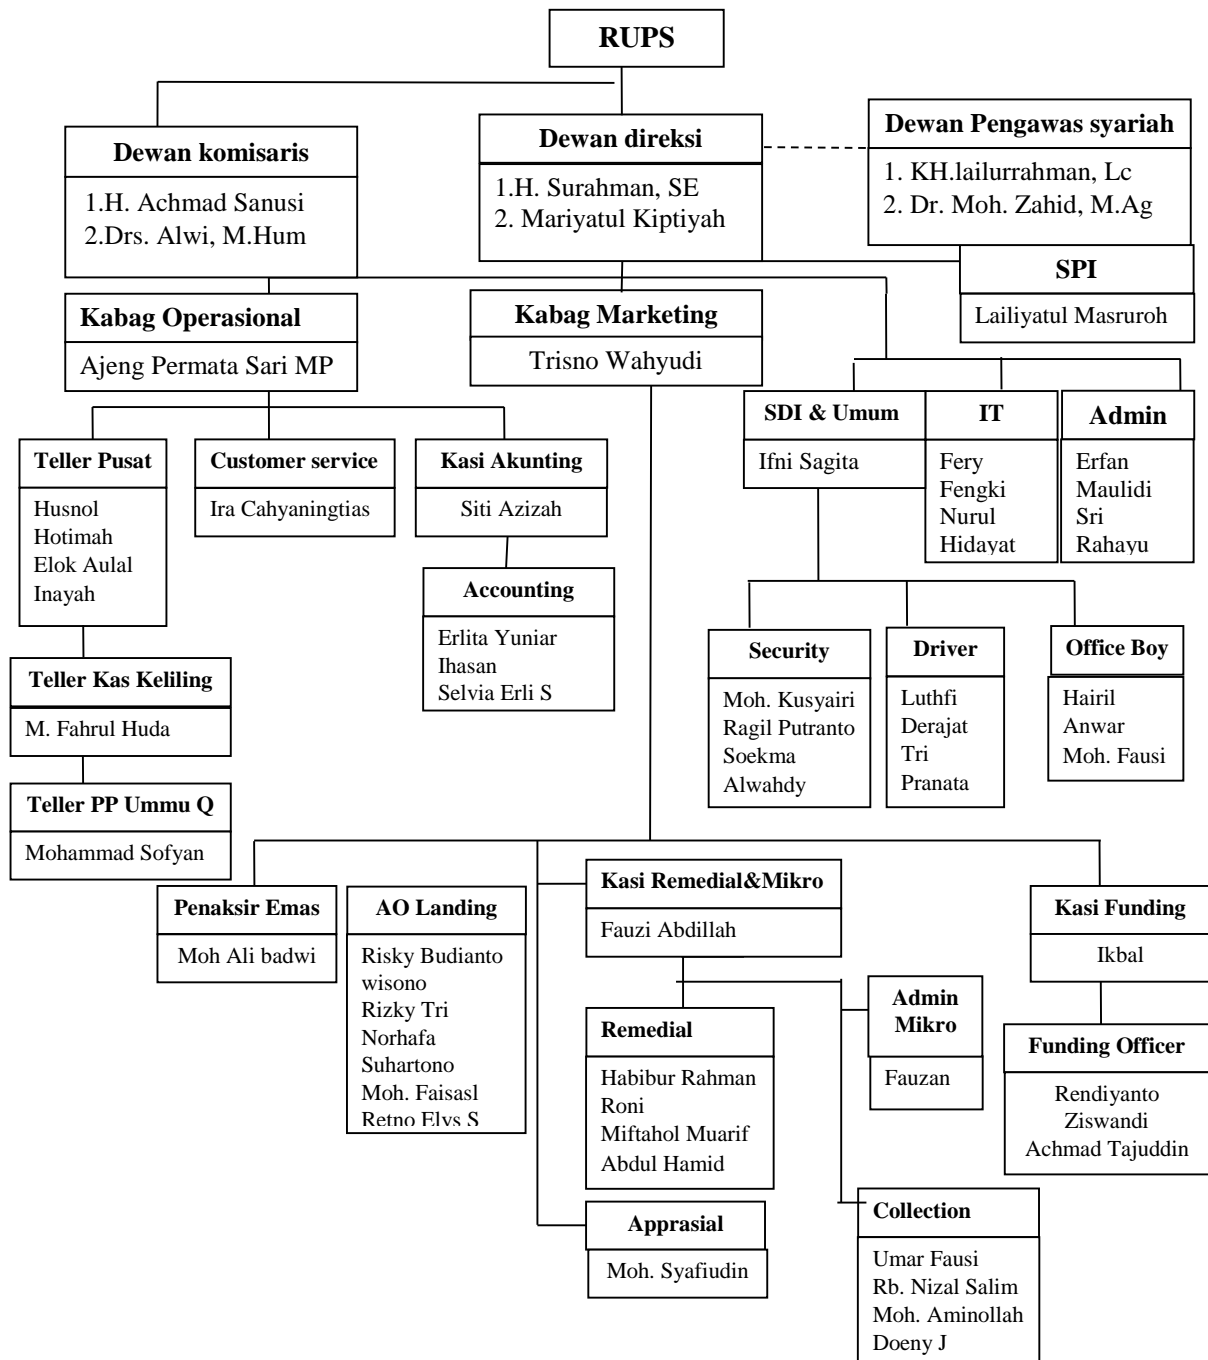 RUPS
Dewan komisaris
1.H. Achmad Sanusi
2.Drs. Alwi, M.Hum
Dewan direksi
1.H. Surahman, SE
2. Mariyatul Kiptiyah
Dewan Pengawas syariah
1. KH.lailurrahman, Lc
2. Dr. Moh. Zahid, M.Ag
SPI
Lailiyatul Masruroh
Kabag Operasional
Ajeng Permata Sari MP
Kabag Marketing
Trisno Wahyudi
SDI & Umum
Ifni Sagita
IT
Fery
Fengki
Nurul
Hidayat
Admin
Erfan
Maulidi
Sri
Rahayu
Teller Pusat
Husnol
Hotimah
Elok Aulal
Inayah
Customer service
Ira Cahyaningtias
Kasi Akunting
Siti Azizah
Accounting
Erlita Yuniar
Ihasan
Selvia Erli S
Security
Moh. Kusyairi
Ragil Putranto
Soekma
Alwahdy
Driver
Luthfi
Derajat
Tri
Pranata
Office Boy
Hairil
Anwar
Moh. Fausi
Teller Kas Keliling
M. Fahrul Huda
Teller PP Ummu Q
Mohammad Sofyan
Penaksir Emas
Moh Ali badwi
AO Landing
Risky Budianto
wisono
Rizky Tri
Norhafa
Suhartono
Moh. Faisasl
Retno Elys S
Kasi Remedial&Mikro
Fauzi Abdillah
Remedial
Habibur Rahman
Roni
Miftahol Muarif
Abdul Hamid
Admin
Mikro
Fauzan
Kasi Funding
Ikbal
Funding Officer
Rendiyanto
Ziswandi
Achmad Tajuddin
Apprasial
Moh. Syafiudin
Collection
Umar Fausi
Rb. Nizal Salim
Moh. Aminollah
Doeny J